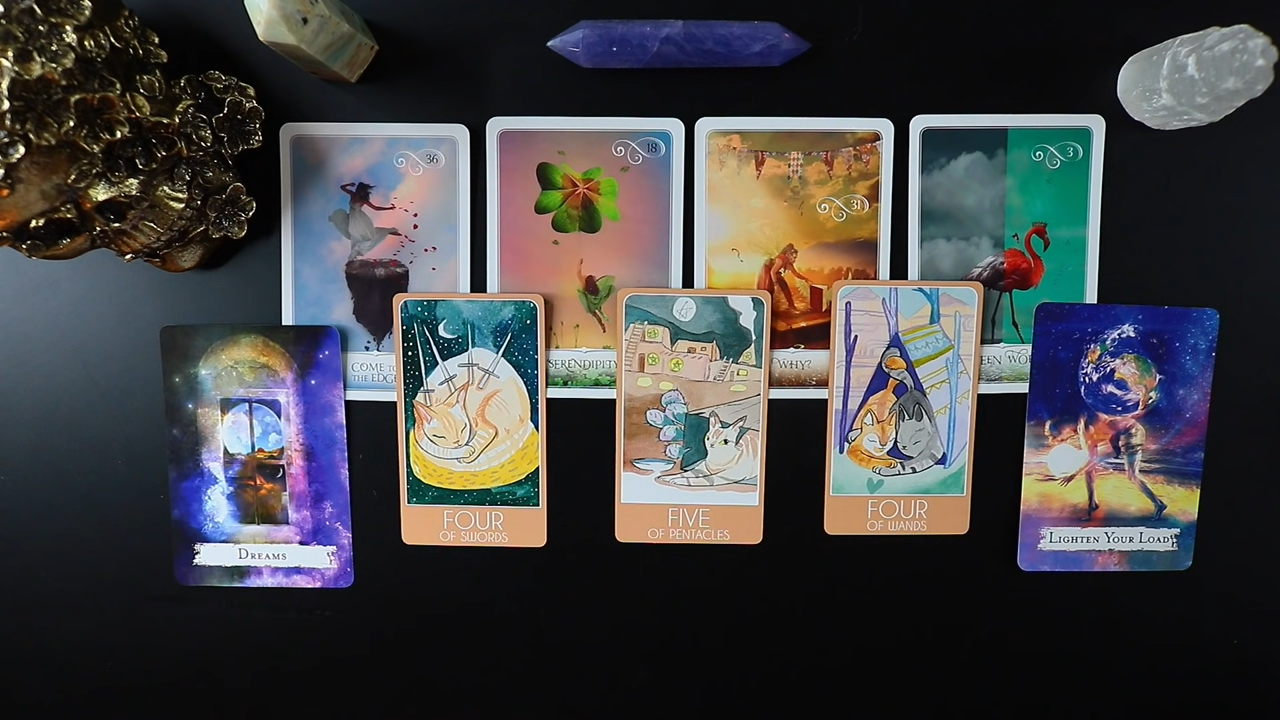 36
18
31
3
COME TO
THE EDGE
SERENDIPITY
WHY?
DREAMS
FOUR
OF SWORDS
FIVE
OF PENTACLES
FOUR
OF WANDS
LIGHTEN YOUR LOAD